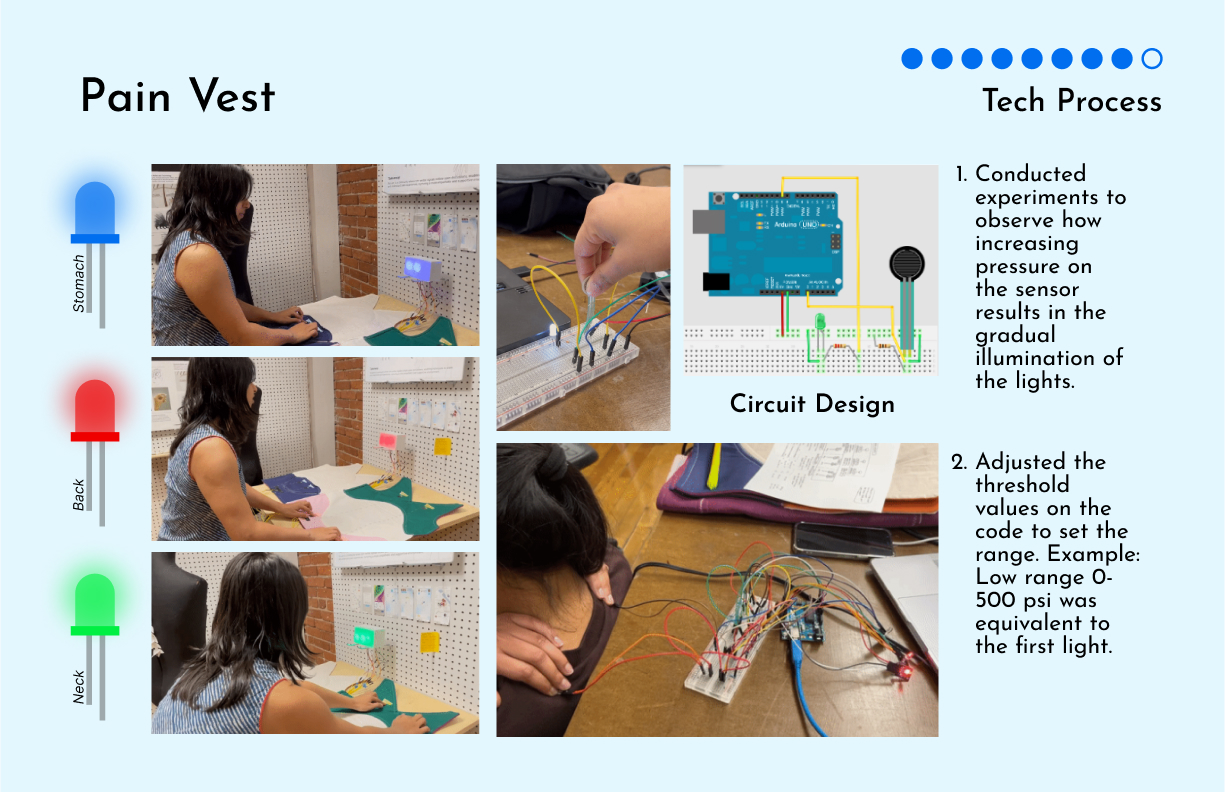 Pain Vest
Tech Process
Stomach
Back
Neck
Arduino
UNO
Circuit Design
1. Conducted
experiments to
observe how
increasing
pressure on
the sensor
results in the
gradual
illumination of
the lights.
2. Adjusted the
threshold
values on the
code to set the
range. Example:
Low range 0-
500 psi was
equivalent to
the first light.